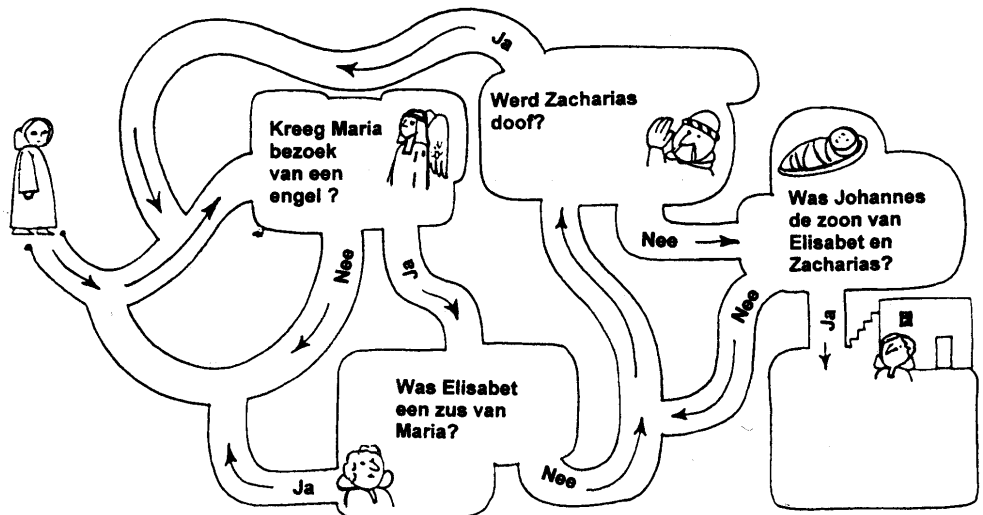 Ja
Kreeg Maria
bezoek
van een
engel ?
Werd Zacharias
doof?
Was Johannes
de zoon van
Elisabet en
Zacharias?
Nee
Nee
Ja
Nee
Ja
Was Elisabet
een zus van
Maria?
Ja
Nee